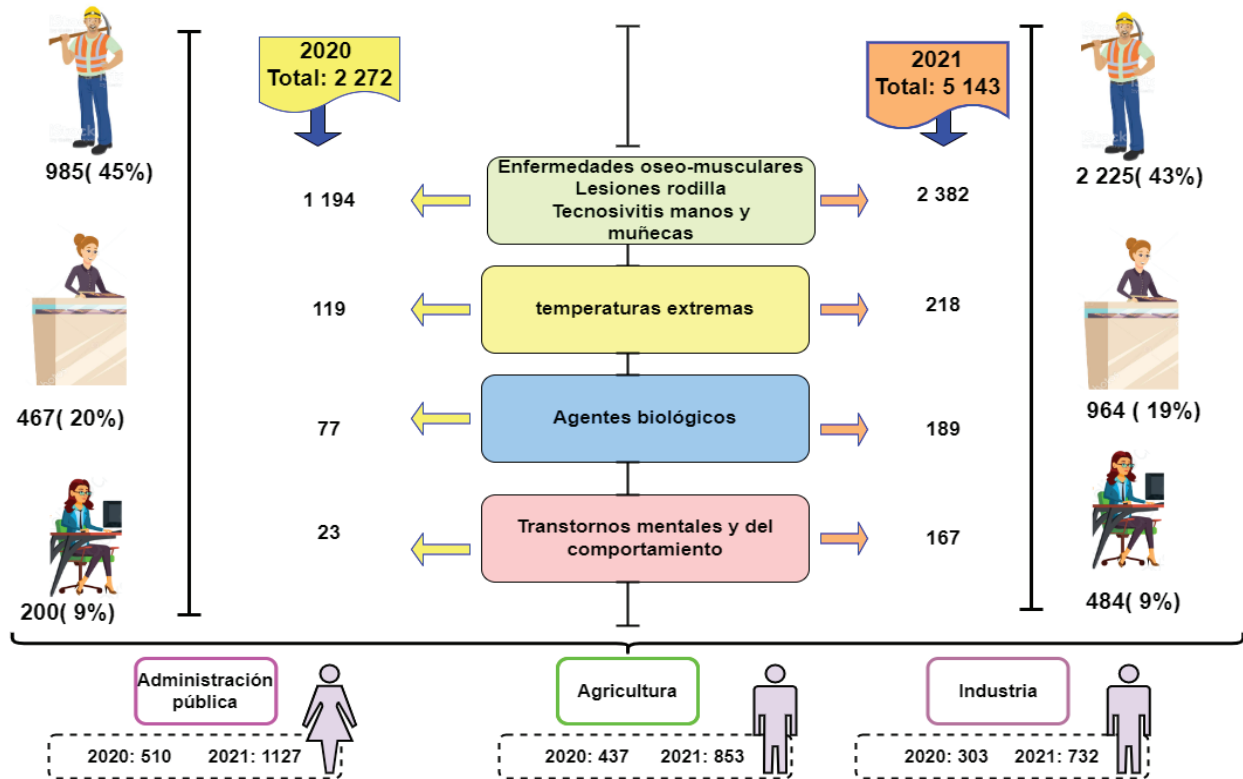 2020
Total: 2 272
2021
Total: 5 143
985( 45%)
2 225( 43%)
Enfermedades oseo-musculares
Lesiones rodilla
Tecnosivitis manos y
muñecas
1 194
2 382
temperaturas extremas
119
218
467( 20%)
964 ( 19%)
Agentes biológicos
77
189
Transtornos mentales y del
comportamiento
23
167
200( 9%)
484( 9%)
Administración
pública
Agricultura
Industria
2020: 510 2021: 1127
2020: 437 2021: 853
2020: 303 2021: 732